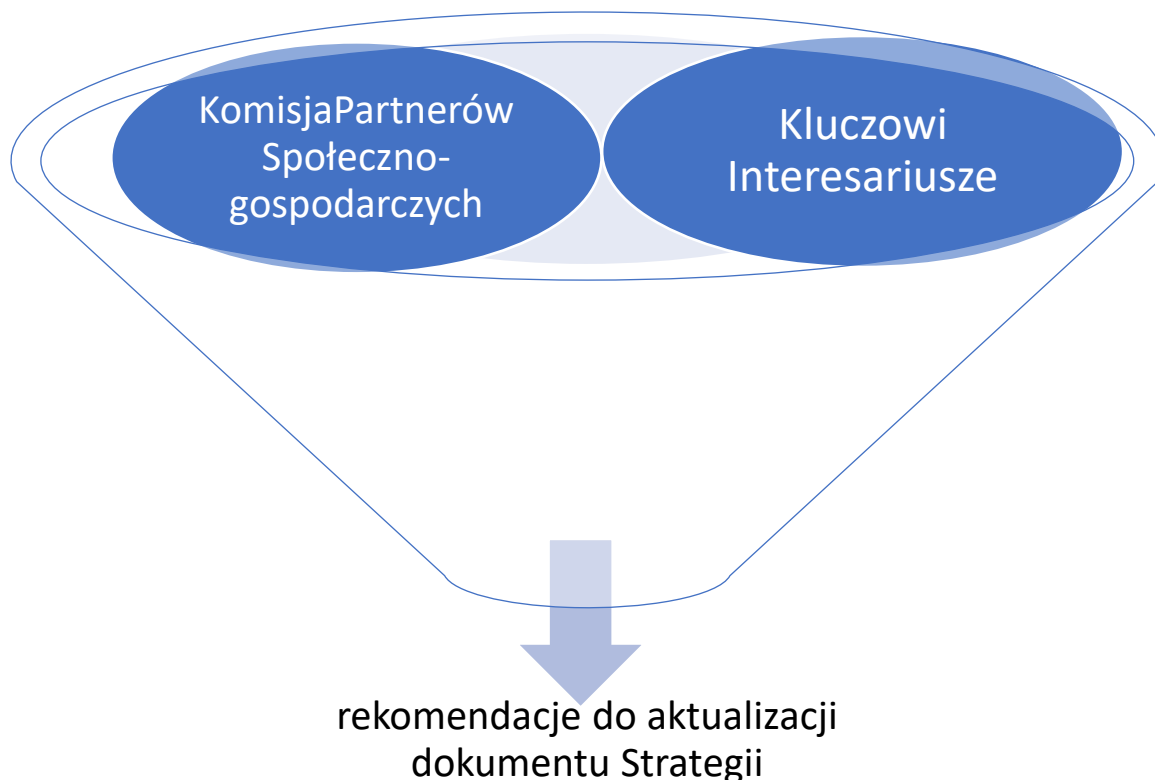 KomisjaPartnerów
Społeczno-
gospodarczych
Kluczowi
Interesariusze
rekomendacje do aktualizacji
dokumentu Strategii